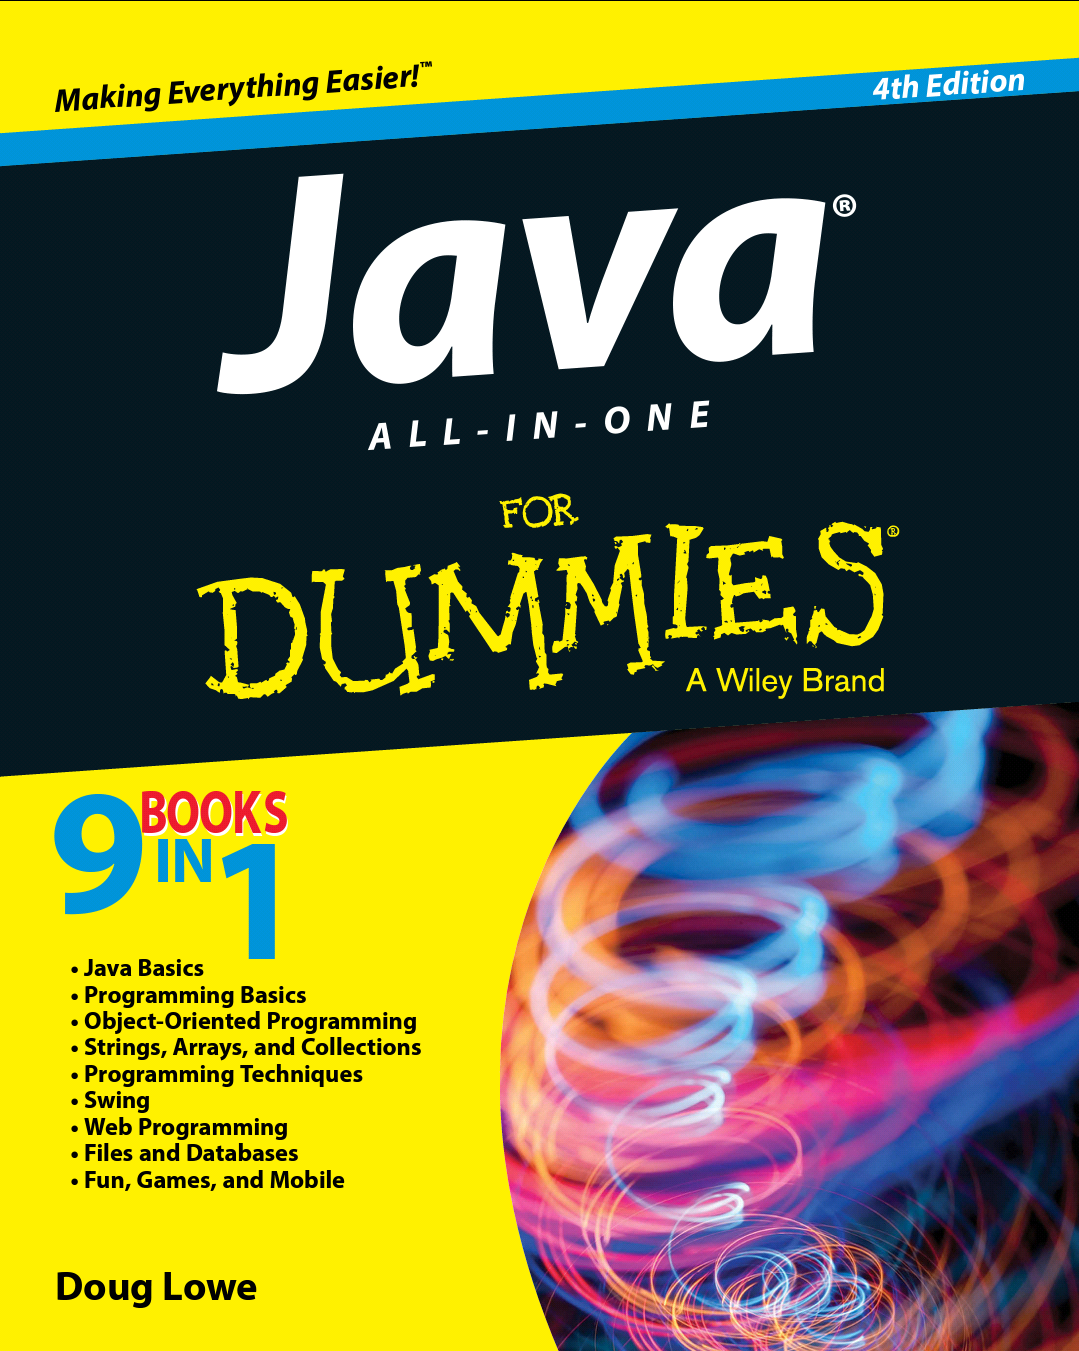 Making Everything Easier!™
4th Edition
Java®
ALL-IN-ONE
FOR
DUMMIES®
A Wiley Brand
9 BOOKS
IN 1
• Java Basics
• Programming Basics
• Object-Oriented Programming
• Strings, Arrays, and Collections
• Programming Techniques
• Swing
• Web Programming
• Files and Databases
• Fun, Games, and Mobile
Doug Lowe